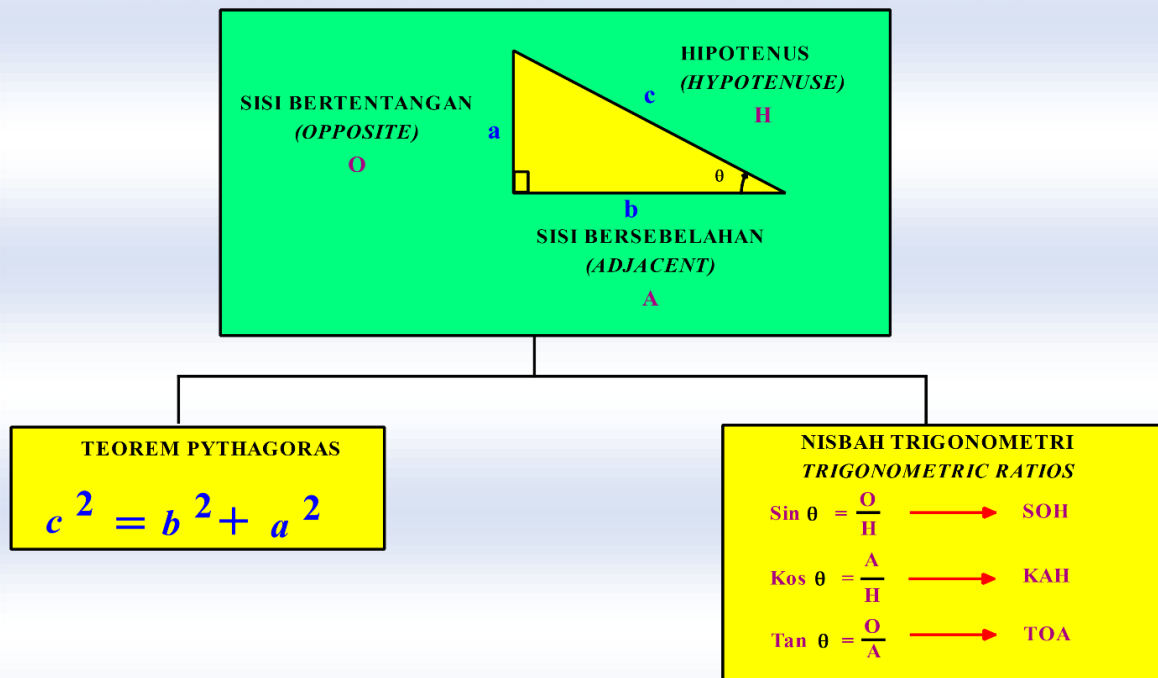 HIPOTENUS
(HYPOTENUSE)
H
SISI BERTENTANGAN
(OPPOSITE)
O
a
c
θ
b
SISI BERSEBELAHAN
(ADJACENT)
A
TEOREM PYTHAGORAS
c² = b² + a²
NISBAH TRIGONOMETRI
TRIGONOMETRIC RATIOS
Sin θ = O/H → SOH
Kos θ = A/H → KAH
Tan θ = O/A → TOA